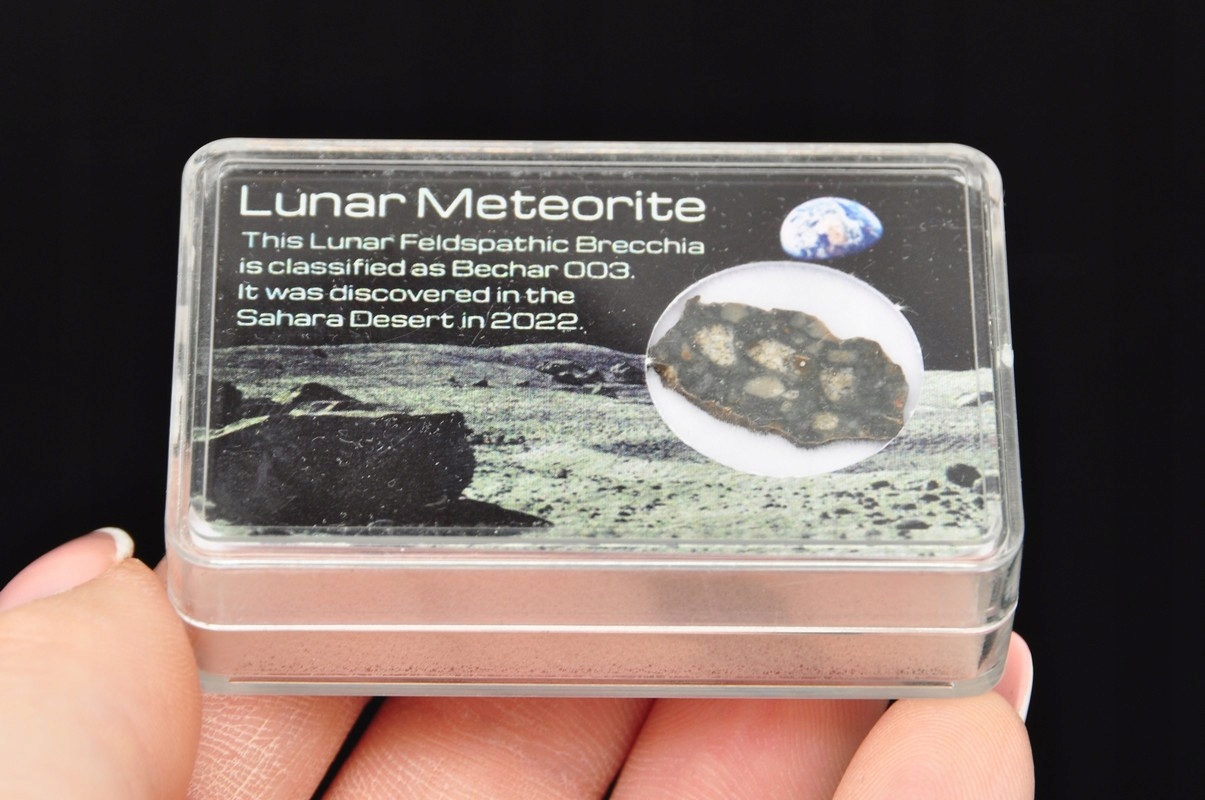 Lunar Meteorite
This Lunar Feldspathic Brecchia
is classified as Bechar 003.
It was discovered in the
Sahara Desert in 2022.